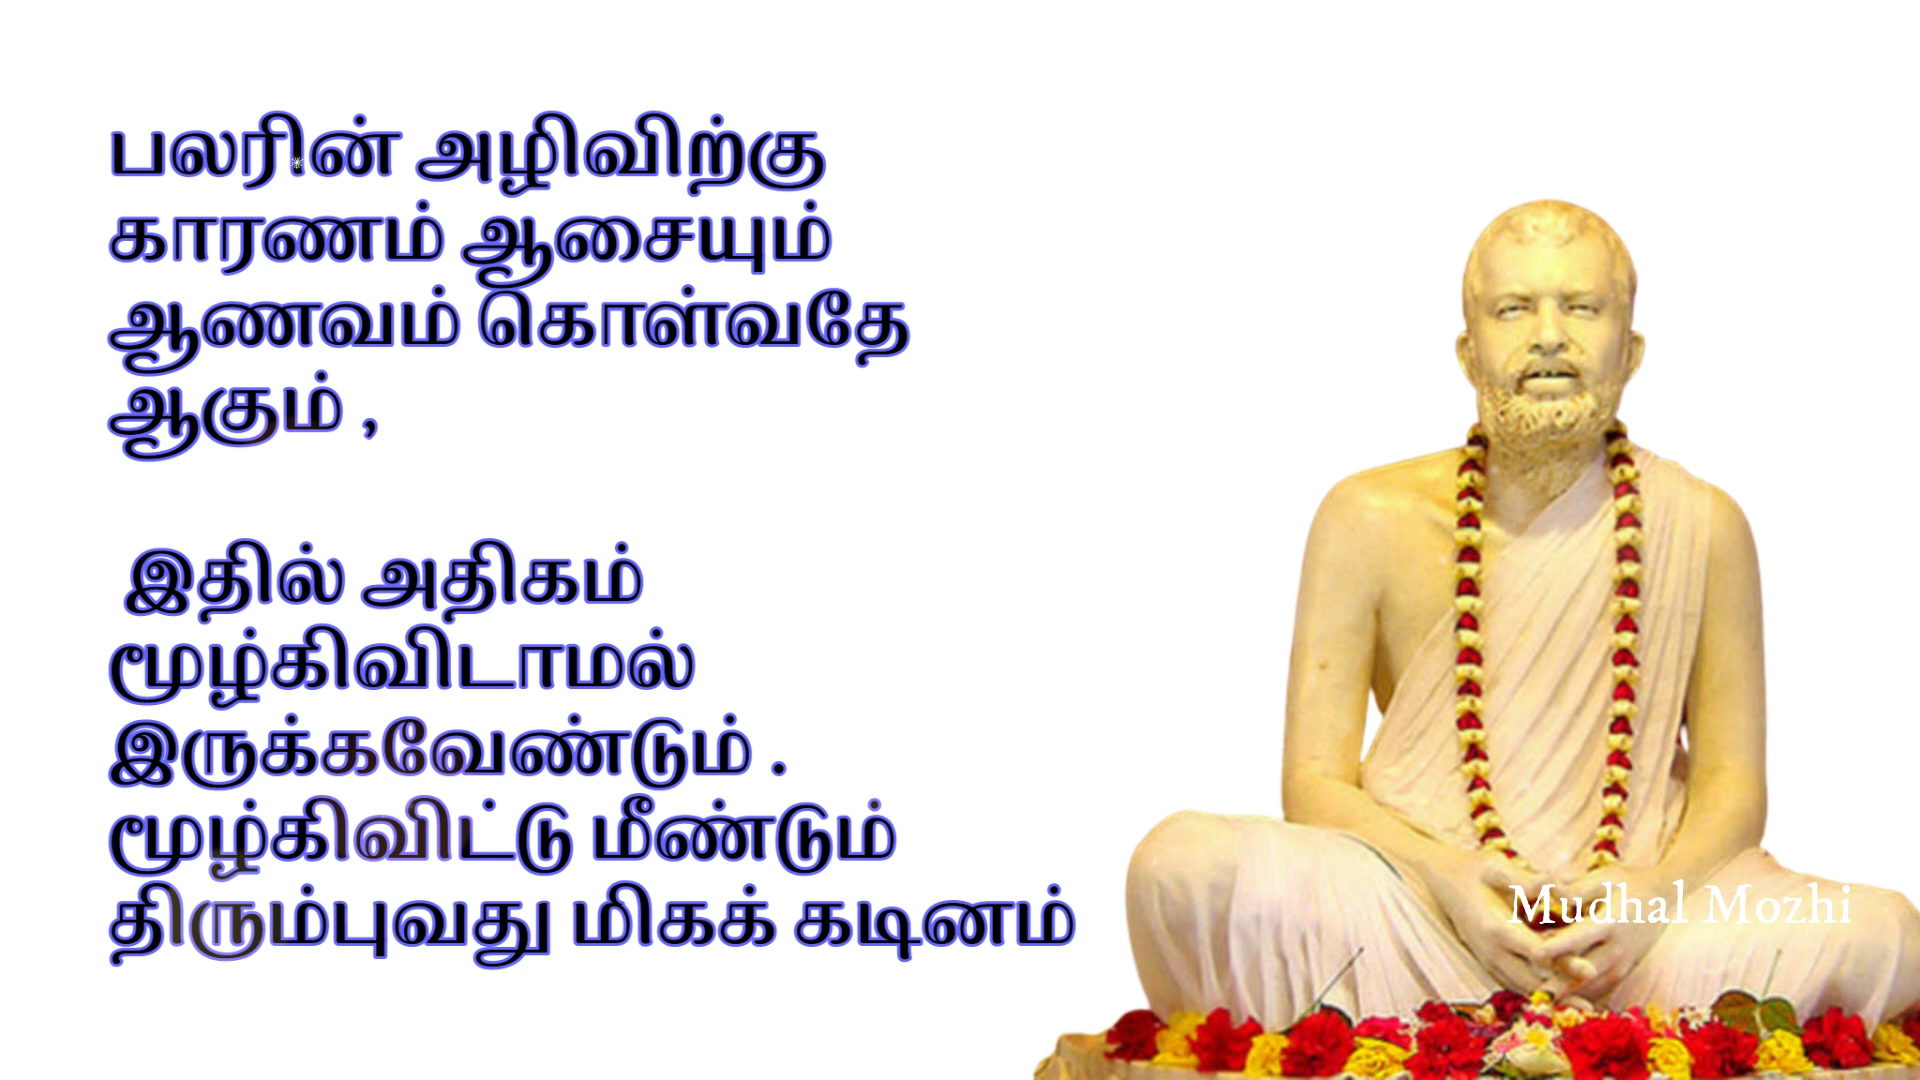 பலரின் அழிவிற்கு
காரணம் ஆசையும்
ஆணவம் கொள்வதே
ஆகும் ,
இதில் அதிகம்
மூழ்கிவிடாமல்
இருக்கவேண்டும் .
மூழ்கிவிட்டு மீண்டும்
திரும்புவது மிகக் கடினம்
Mudhal Mozhi